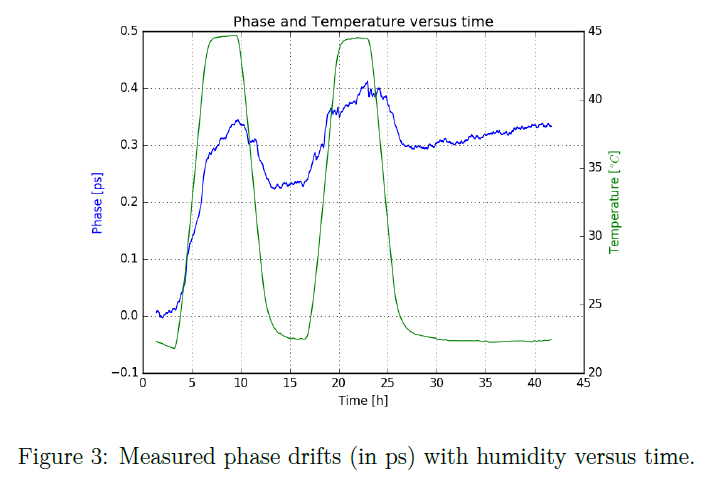 Phase and Temperature versus time
0.5
0.4
0.3
0.2
0.1
0.0
−0.1
Phase [ps]
45
40
35
30
25
20
Temperature [°C]
0 5 10 15 20 25 30 35 40 45
Time [h]
Figure 3: Measured phase drifts (in ps) with humidity versus time.